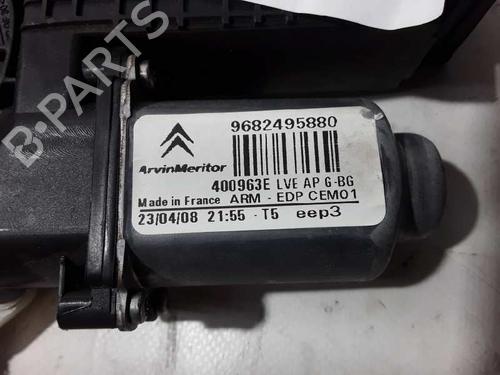 B-PARTS
9682495880
ArvinMeritor
400963E LVE AP G-BG
Made in France ARM - EDP CEM01
23/04/08 21:55 - T5 eep3